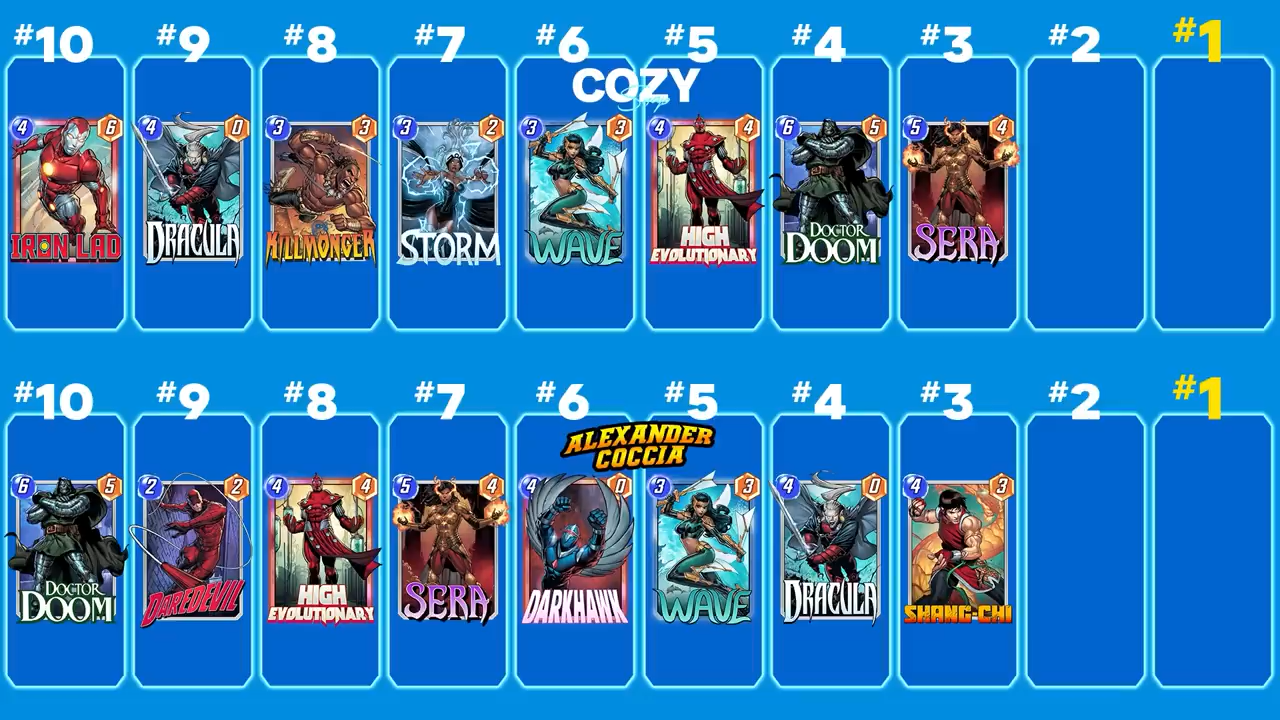 #10 #9 #8 #7 #6 #5 #4 #3 #2 #1
COZY
4 6 4 0 3 3 3 2 3 3 4 4 6 5 5 4
IRON LAD DRACULA KILLMONGER STORM WAVE HIGH EVOLUTIONARY DOCTOR DOOM SERA
#10 #9 #8 #7 #6 #5 #4 #3 #2 #1
ALEXANDER
COCCIA
6 5 2 2 4 4 5 4 4 0 3 3 4 0 4 3
DOCTOR DOOM DAREDEVIL HIGH EVOLUTIONARY SERA DARKHAWK WAVE DRACULA SHANG-CHI